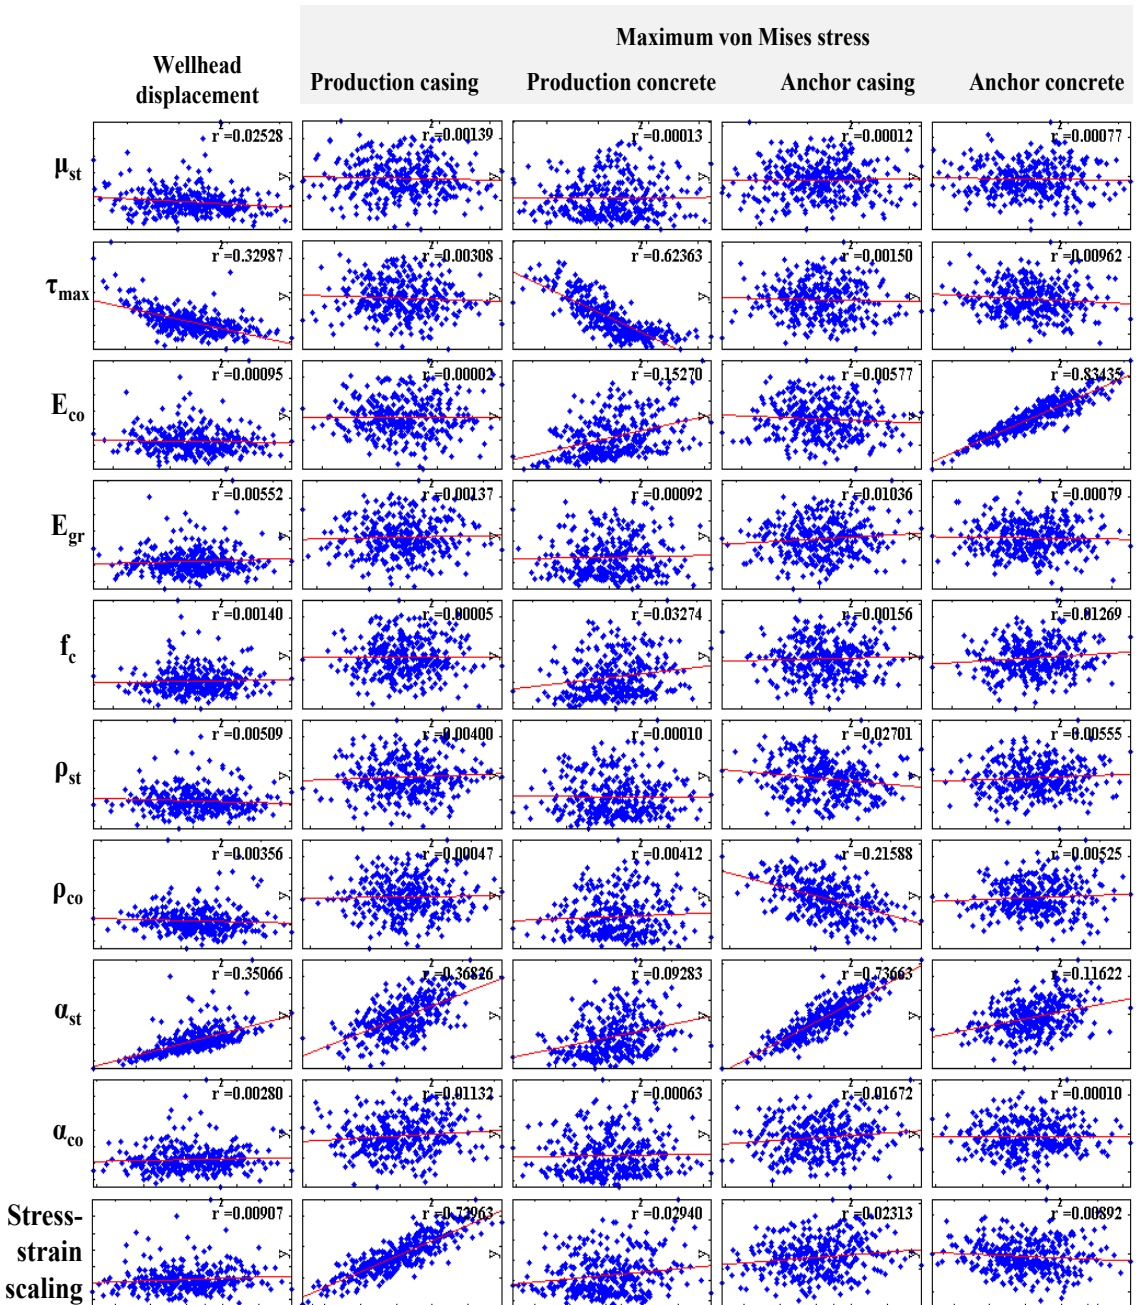 Maximum von Mises stress
Wellhead displacement Production casing Production concrete Anchor casing Anchor concrete
μst r²=0.02528 r²=0.00139 r²=0.00013 r²=0.00012 r²=0.00077
τmax r²=0.32987 r²=0.00308 r²=0.62363 r²=0.00150 r²=0.00962
Eco r²=0.00095 r²=0.00002 r²=0.15270 r²=0.00577 r²=0.83435
Egr r²=0.00552 r²=0.00137 r²=0.00092 r²=0.01036 r²=0.00079
fc r²=0.00140 r²=0.00005 r²=0.03274 r²=0.00156 r²=0.01269
ρst r²=0.00509 r²=0.00400 r²=0.00010 r²=0.02701 r²=0.00555
ρco r²=0.00356 r²=0.00047 r²=0.00412 r²=0.21588 r²=0.00525
αst r²=0.35066 r²=0.36826 r²=0.09283 r²=0.73663 r²=0.11622
αco r²=0.00280 r²=0.01132 r²=0.00063 r²=0.01672 r²=0.00010
Stress-strain scaling r²=0.00907 r²=0.72963 r²=0.02940 r²=0.02313 r²=0.00892